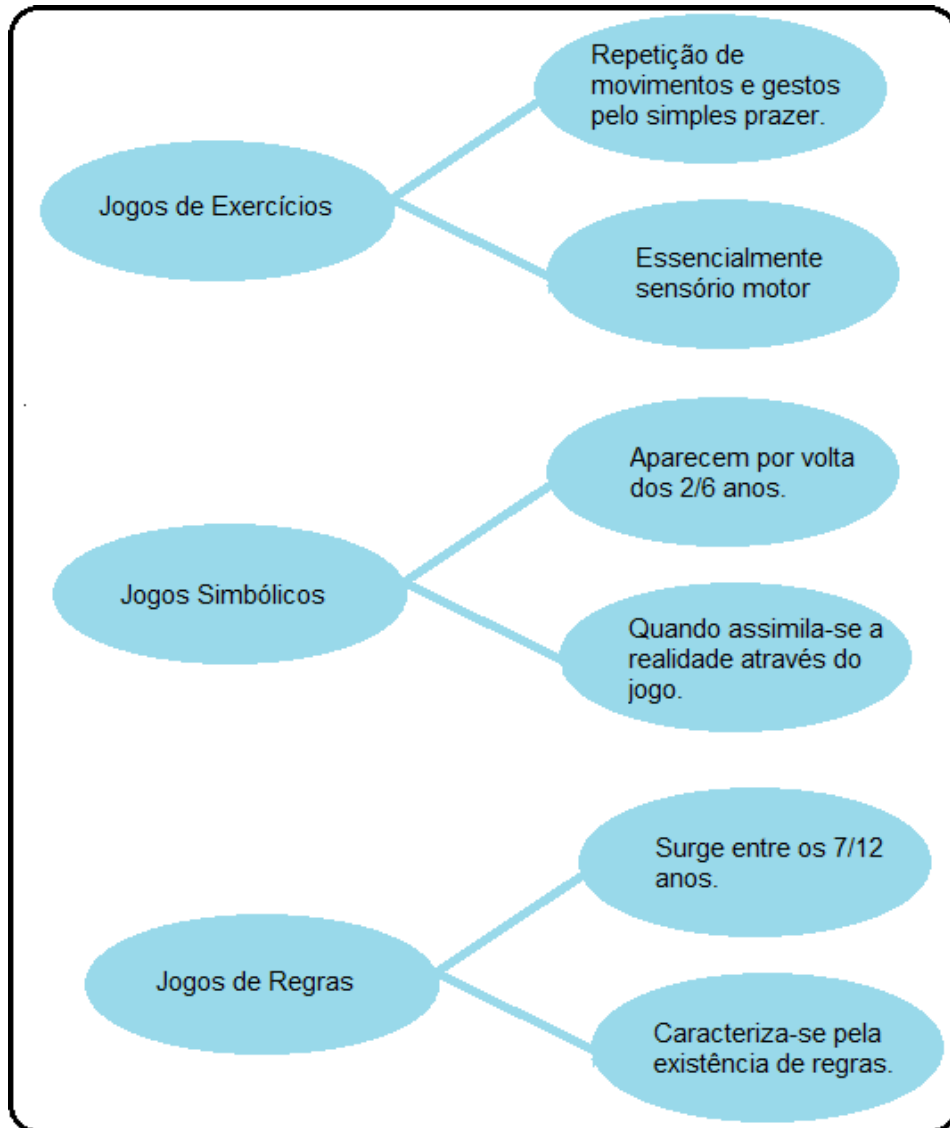 Jogos de Exercícios
Repetição de
movimentos e gestos
pelo simples prazer.
Essencialmente
sensório motor
Jogos Simbólicos
Aparecem por volta
dos 2/6 anos.
Quando assimila-se a
realidade através do
jogo.
Jogos de Regras
Surge entre os 7/12
anos.
Caracteriza-se pela
existência de regras.